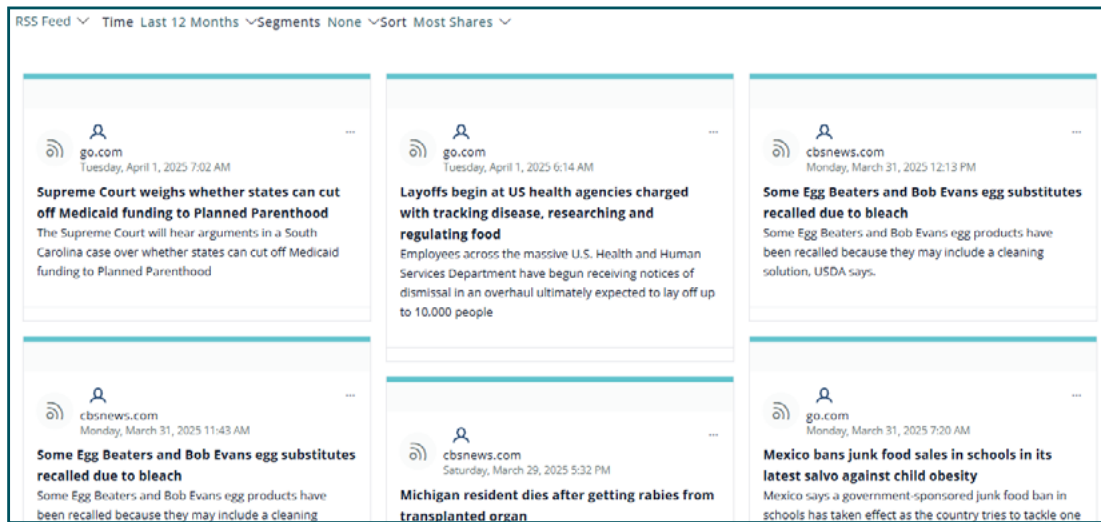 RSS Feed Time Last 12 Months Segments None Sort Most Shares
go.com
Tuesday, April 1, 2025 7:02 AM
Supreme Court weighs whether states can cut
off Medicaid funding to Planned Parenthood
The Supreme Court will hear arguments in a South
Carolina case over whether states can cut off Medicaid
funding to Planned Parenthood
go.com
Tuesday, April 1, 2025 6:14 AM
Layoffs begin at US health agencies charged
with tracking disease, researching and
regulating food
Employees across the massive U.S. Health and Human
Services Department have begun receiving notices of
dismissal in an overhaul ultimately expected to lay off up
to 10,000 people
cbsnews.com
Monday, March 31, 2025 12:13 PM
Some Egg Beaters and Bob Evans egg substitutes
recalled due to bleach
Some Egg Beaters and Bob Evans egg products have
been recalled because they may include a cleaning
solution, USDA says.
cbsnews.com
Monday, March 31, 2025 11:43 AM
Some Egg Beaters and Bob Evans egg substitutes
recalled due to bleach
Some Egg Beaters and Bob Evans egg products have
been recalled because they may include a cleaning
cbsnews.com
Saturday, March 29, 2025 5:32 PM
Michigan resident dies after getting rabies from
transplanted organ
go.com
Monday, March 31, 2025 7:20 AM
Mexico bans junk food sales in schools in its
latest salvo against child obesity
Mexico says a government-sponsored junk food ban in
schools has taken effect as the country tries to tackle one